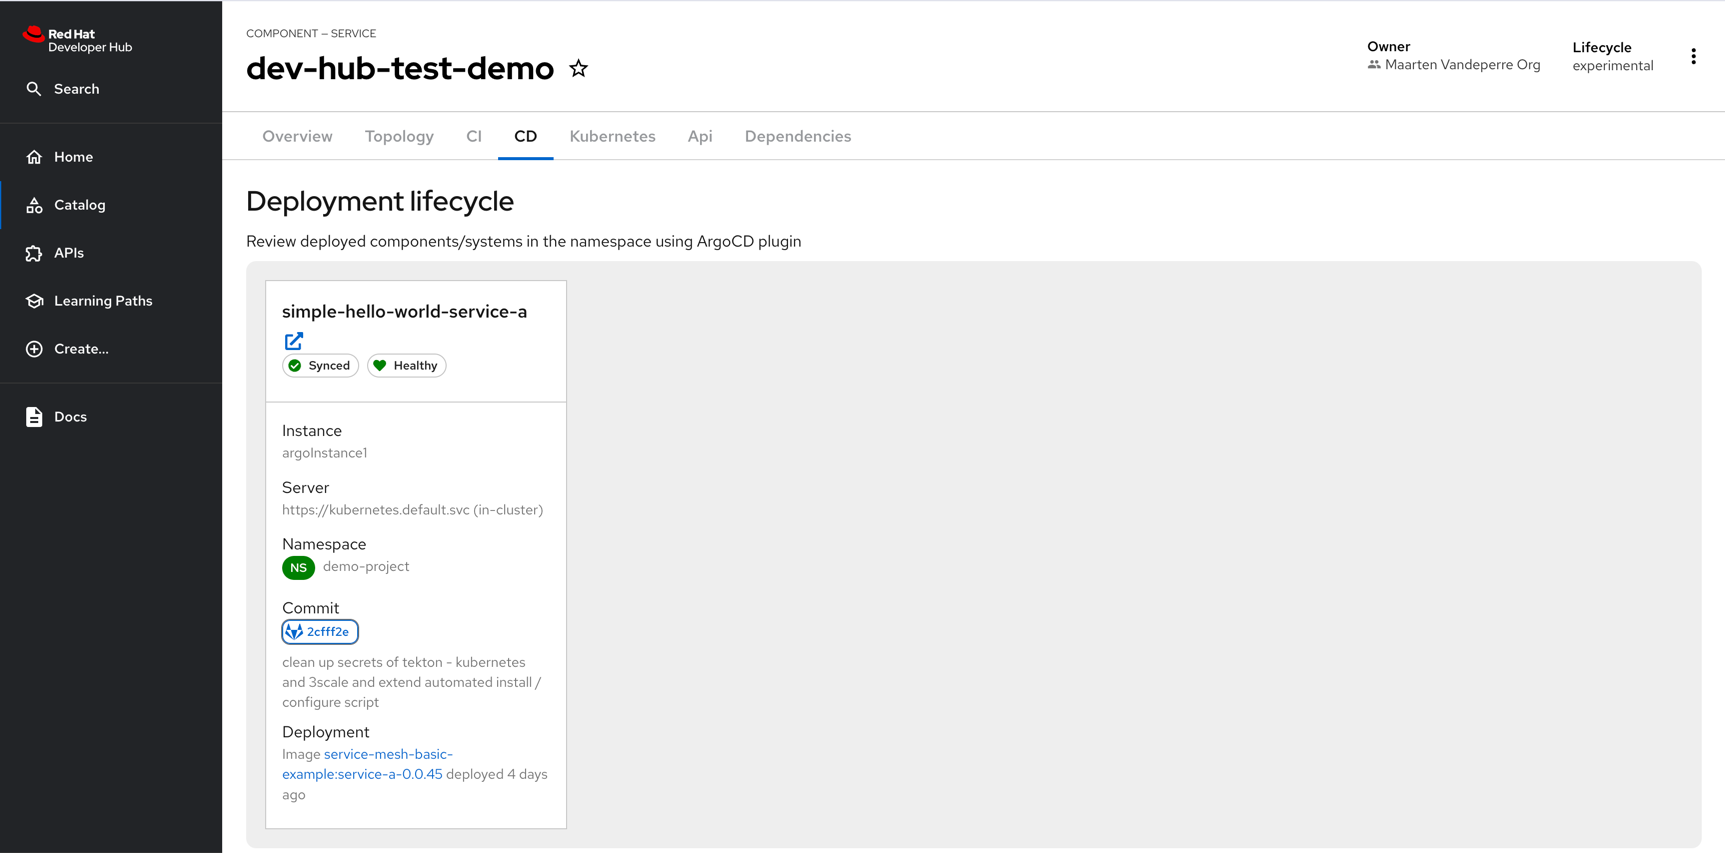 Red Hat
Developer Hub
Search
Home
Catalog
APIs
Learning Paths
Create...
Docs
COMPONENT — SERVICE
dev-hub-test-demo
Owner
Maarten Vandeperre Org
Lifecycle
experimental
Overview
Topology
CI
CD
Kubernetes
Api
Dependencies
Deployment lifecycle
Review deployed components/systems in the namespace using ArgoCD plugin
simple-hello-world-service-a
Synced
Healthy
Instance
argoInstance1
Server
https://kubernetes.default.svc (in-cluster)
Namespace
NS demo-project
Commit
2cfff2e
clean up secrets of tekton - kubernetes
and 3scale and extend automated install /
configure script
Deployment
Image service-mesh-basic-
example:service-a-0.0.45 deployed 4 days
ago